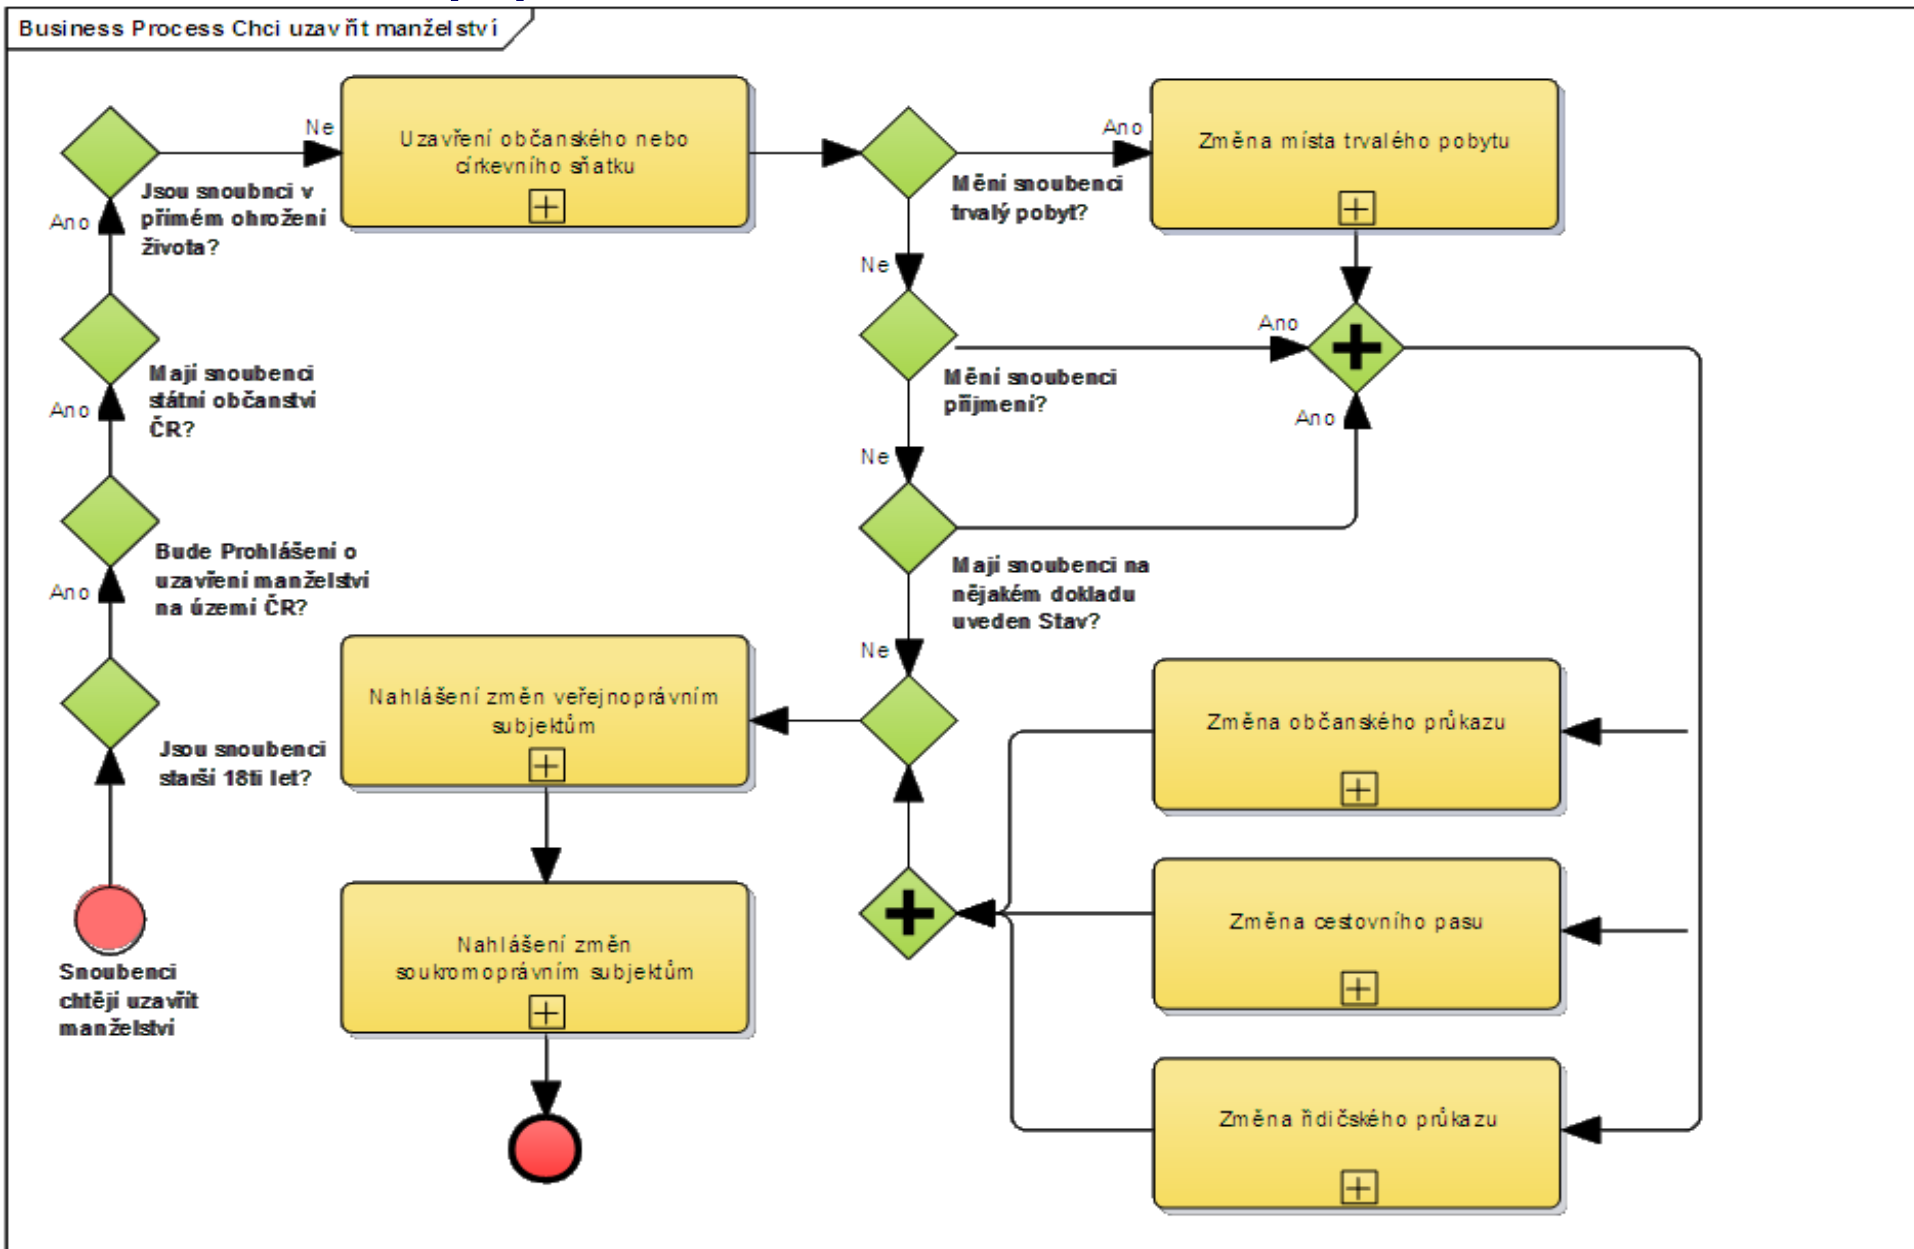 Business Process Chci uzavřít manželství
Ne
Uzavření občanského nebo
církevního sňatku
Ano
Změna místa trvalého pobytu
Jsou snoubnci v
přímém ohrožení
života?
Ano
Mění snoubenci
trvalý pobyt?
Ne
Mají snoubenci
státní občanství
ČR?
Ano
Mění snoubenci
příjmení?
Ano
Ano
Ne
Bude Prohlášení o
uzavření manželství
na území ČR?
Ano
Mají snoubenci na
nějakém dokladu
uveden Stav?
Ne
Jsou snoubenci
starší 18ti let?
Nahlášení změn veřejnoprávním
subjektům
Změna občanského průkazu
Snoubenci
chtějí uzavřít
manželství
Nahlášení změn
soukromoprávním subjektům
Změna cestovního pasu
Změna řidičského průkazu